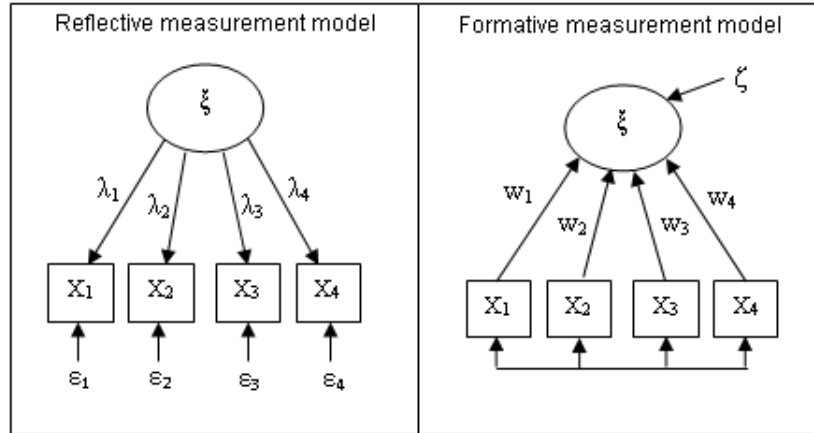 Reflective measurement model
ξ
λ1 λ2 λ3 λ4
X1 X2 X3 X4
ε1 ε2 ε3 ε4
Formative measurement model
ζ
ξ
w1 w2 w3 w4
X1 X2 X3 X4